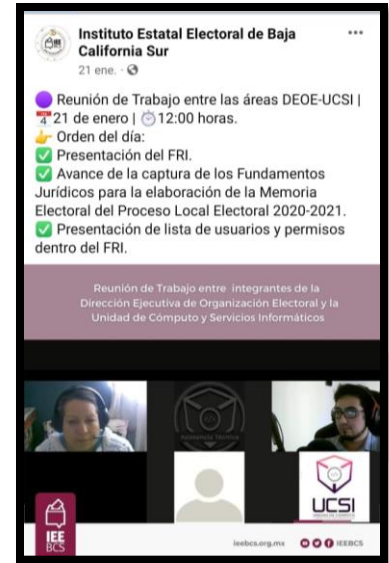 Instituto Estatal Electoral de Baja
California Sur
21 ene. ·
Reunión de Trabajo entre las áreas DEOE-UCSI |
21 de enero | 12:00 horas.
Orden del día:
Presentación del FRI.
Avance de la captura de los Fundamentos
Jurídicos para la elaboración de la Memoria
Electoral del Proceso Local Electoral 2020-2021.
Presentación de lista de usuarios y permisos
dentro del FRI.
Reunión de Trabajo entre integrantes de la
Dirección Ejecutiva de Organización Electoral y la
Unidad de Cómputo y Servicios Informáticos
Asistencia Técnica
UCSI
IEE
BCS
ieebcs.org.mx
IEEBCS